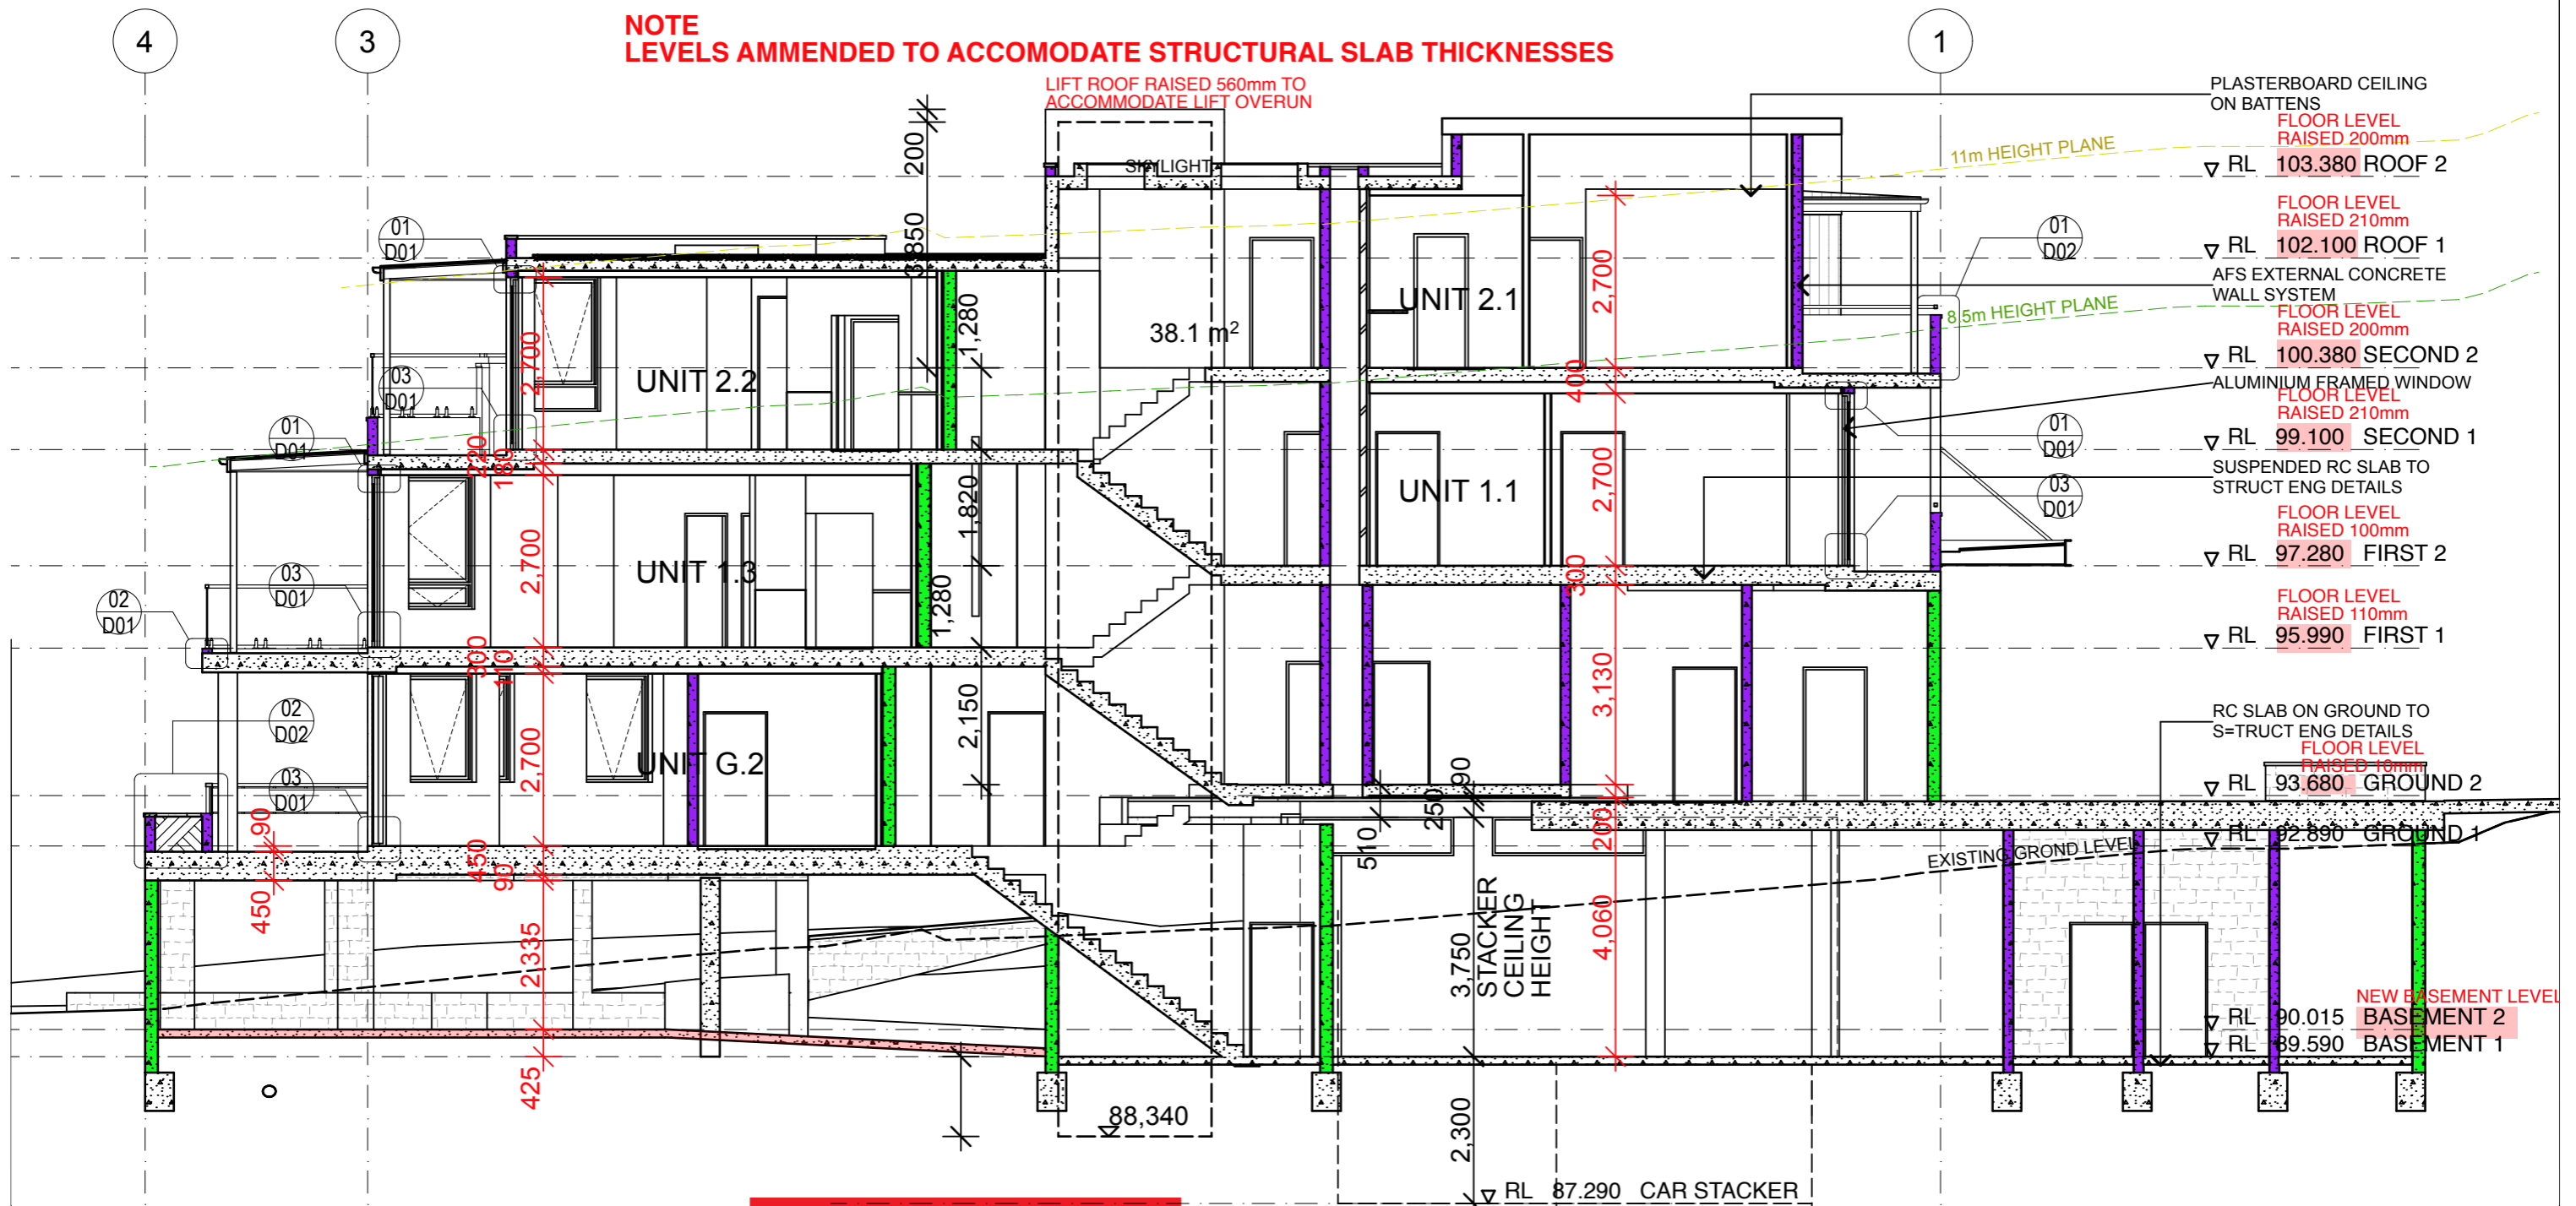 4
3
NOTE
LEVELS AMMENDED TO ACCOMODATE STRUCTURAL SLAB THICKNESSES
LIFT ROOF RAISED 560mm TO
ACCOMMODATE LIFT OVERUN
1
PLASTERBOARD CEILING
ON BATTENS
FLOOR LEVEL
RAISED 200mm
RL 103.380 ROOF 2
11m HEIGHT PLANE
FLOOR LEVEL
RAISED 210mm
RL 102.100 ROOF 1
01
D02
AFS EXTERNAL CONCRETE
WALL SYSTEM
8.5m HEIGHT PLANE
FLOOR LEVEL
RAISED 200mm
RL 100.380 SECOND 2
ALUMINIUM FRAMED WINDOW
FLOOR LEVEL
RAISED 210mm
RL 99.100 SECOND 1
01
D01
SUSPENDED RC SLAB TO
STRUCT ENG DETAILS
03
D01
FLOOR LEVEL
RAISED 100mm
RL 97.280 FIRST 2
FLOOR LEVEL
RAISED 110mm
RL 95.990 FIRST 1
RC SLAB ON GROUND TO
S=TRUCT ENG DETAILS
FLOOR LEVEL
RAISED 10mm
RL 93.680 GROUND 2
RL 92.890 GROUND 1
EXISTING GROND LEVEL
NEW BASEMENT LEVEL
RL 90.015 BASEMENT 2
RL 89.590 BASEMENT 1
200
SKYLIGHT
3,850
01
D01
1,280
38.1 m²
UNIT 2.1
2,700
2,700
UNIT 2.2
03
D01
400
01
D01
220
180
1,820
UNIT 1.1
2,700
2,700
UNIT 1.3
03
D01
1,280
300
02
D01
300
110
3,130
02
D02
2,150
2,700
UNIT G.2
03
D01
90
450
90
450
90
250
510
200
2,335
3,750
STACKER
CEILING
HEIGHT
4,060
425
88,340
2,300
RL 87.290 CAR STACKER